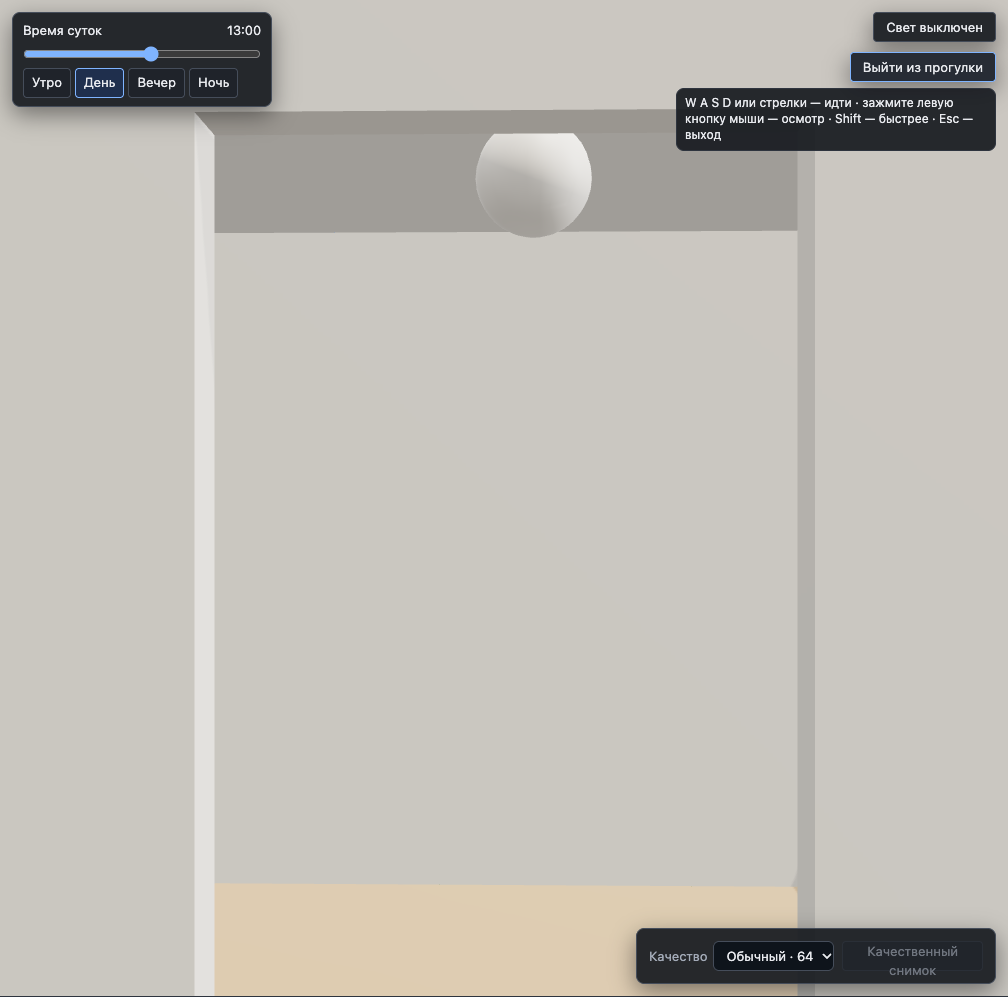 Время суток 13:00
Утро День Вечер Ночь
Свет выключен
Выйти из прогулки
W A S D или стрелки — идти · зажмите левую
кнопку мыши — осмотр · Shift — быстрее · Esc —
выход
Качество Обычный · 64 Качественный
снимок